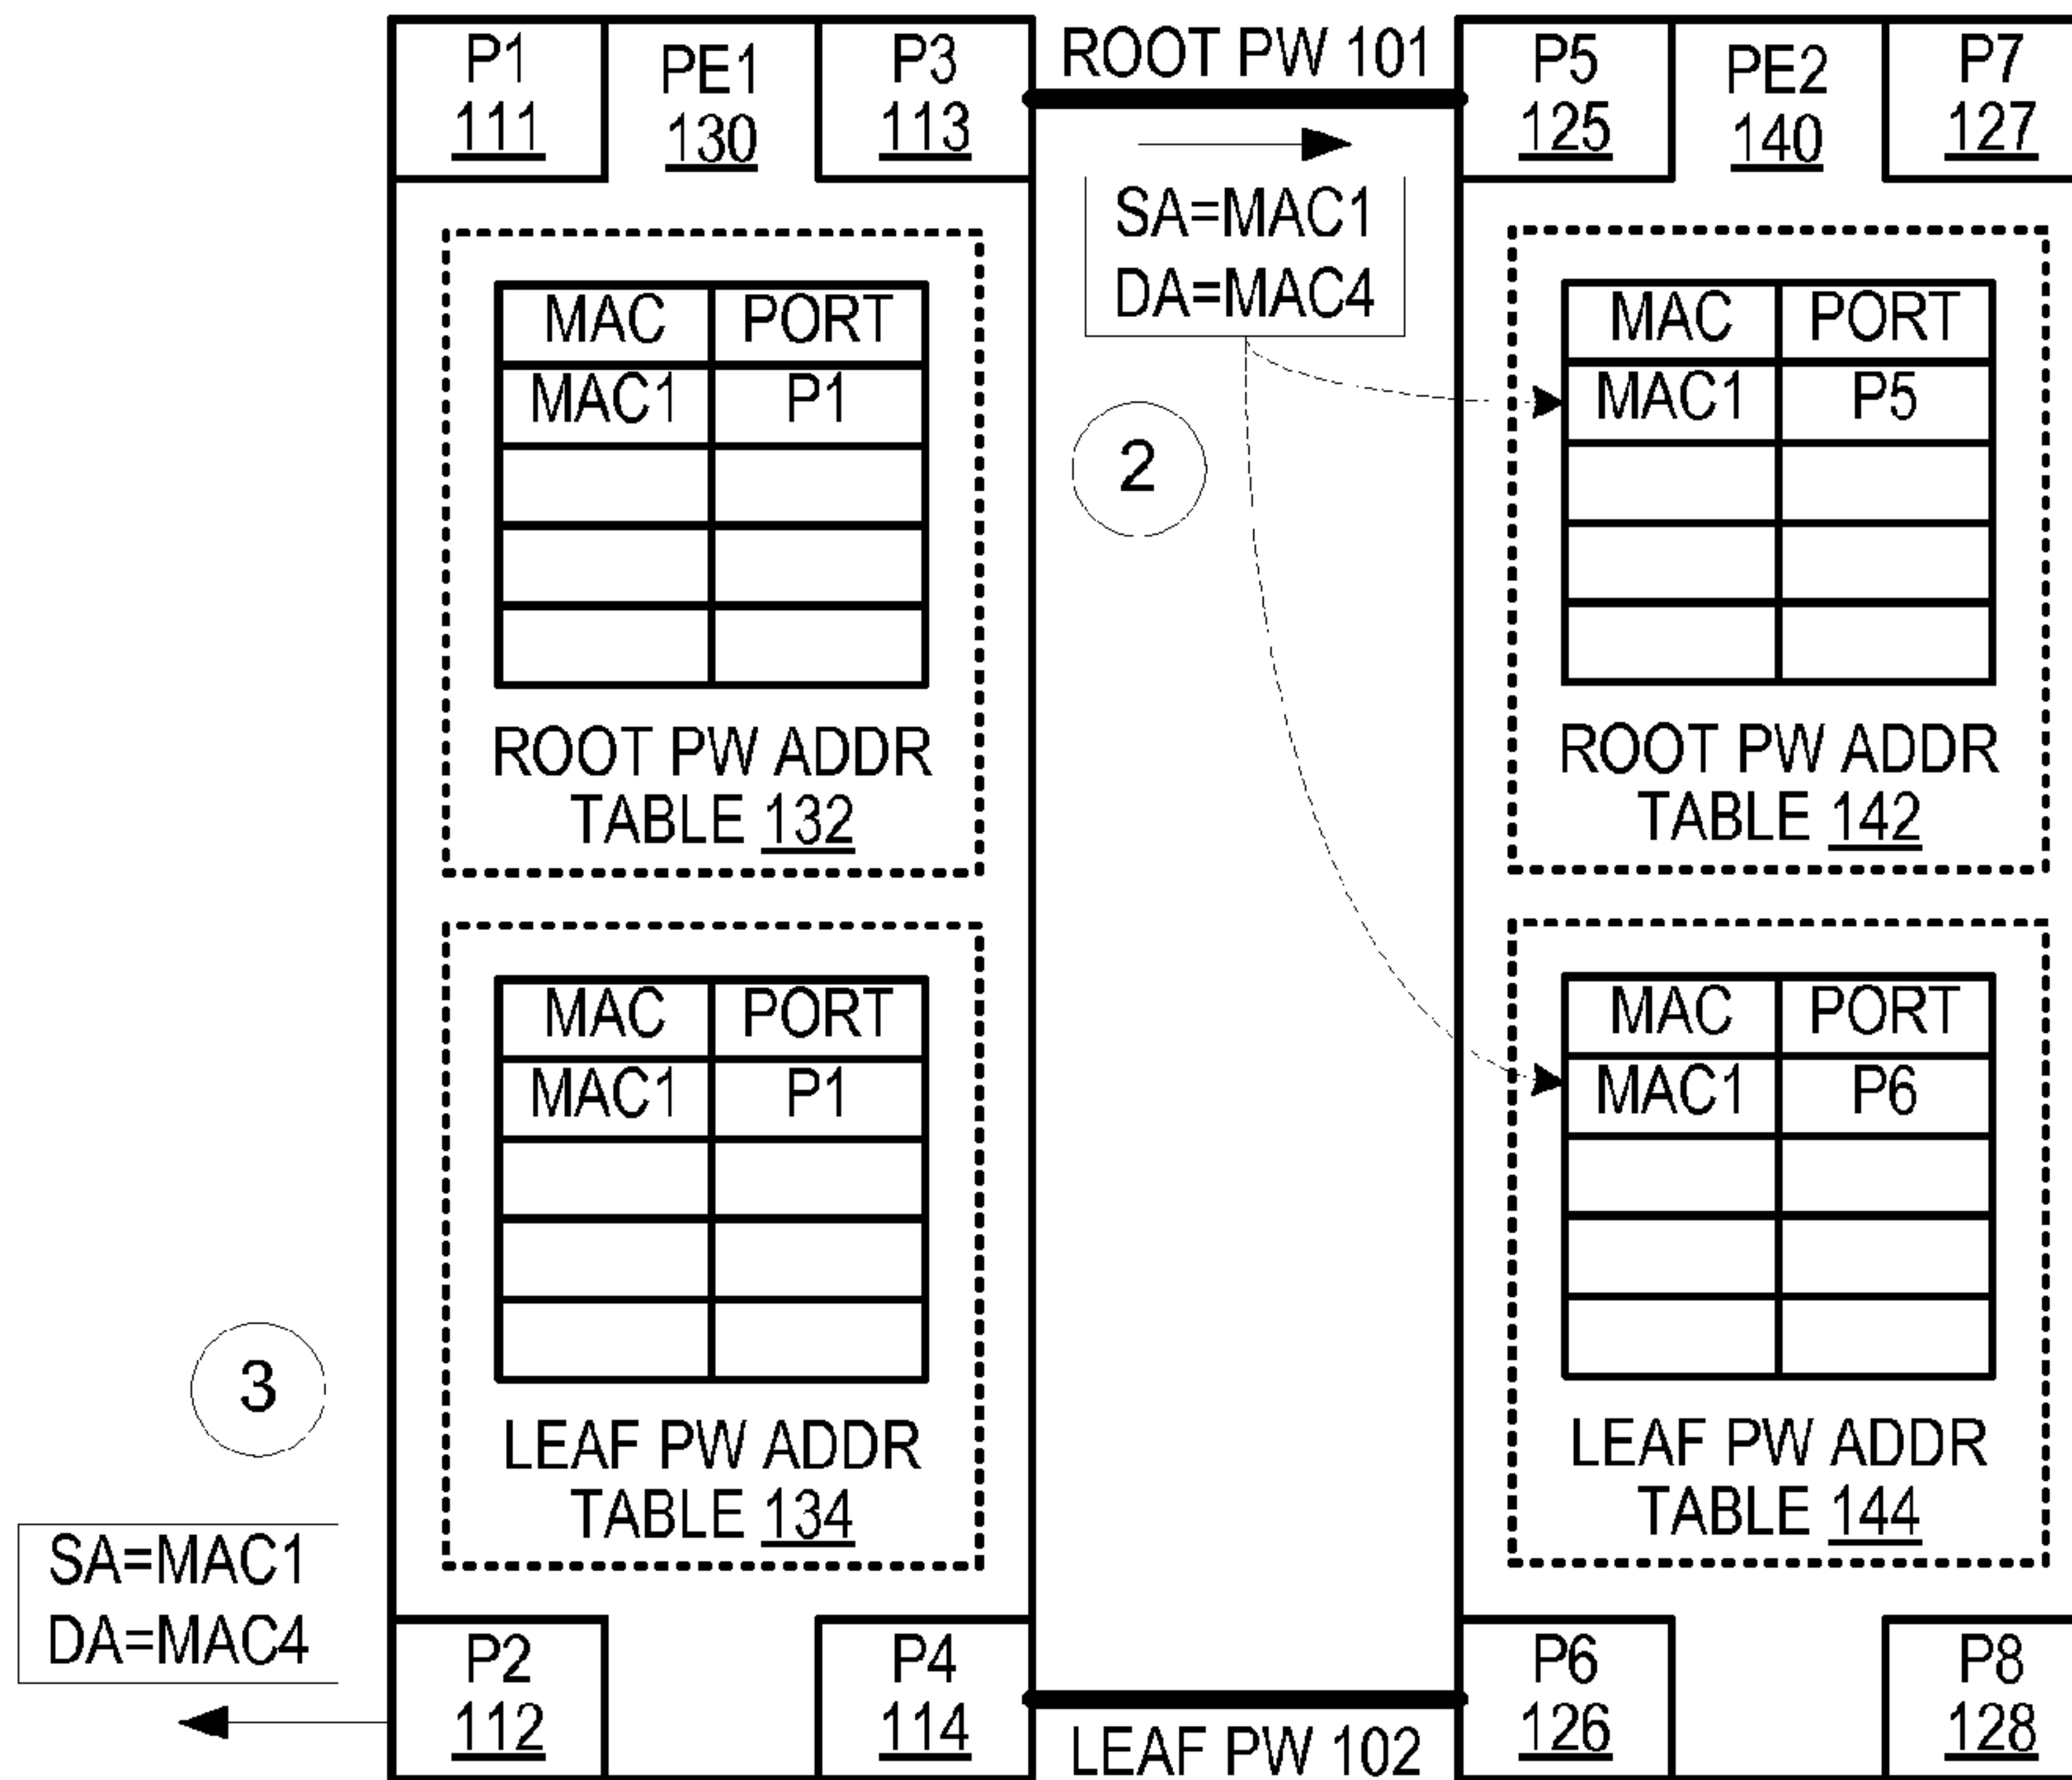 P1
111
PE1
130
P3
113
ROOT PW 101
P5
125
PE2
140
P7
127
SA=MAC1
DA=MAC4
MAC PORT
MAC1 P1
ROOT PW ADDR
TABLE 132
2
MAC PORT
MAC1 P5
ROOT PW ADDR
TABLE 142
MAC PORT
MAC1 P1
LEAF PW ADDR
TABLE 134
MAC PORT
MAC1 P6
LEAF PW ADDR
TABLE 144
3
SA=MAC1
DA=MAC4
P2
112
P4
114
LEAF PW 102
P6
126
P8
128